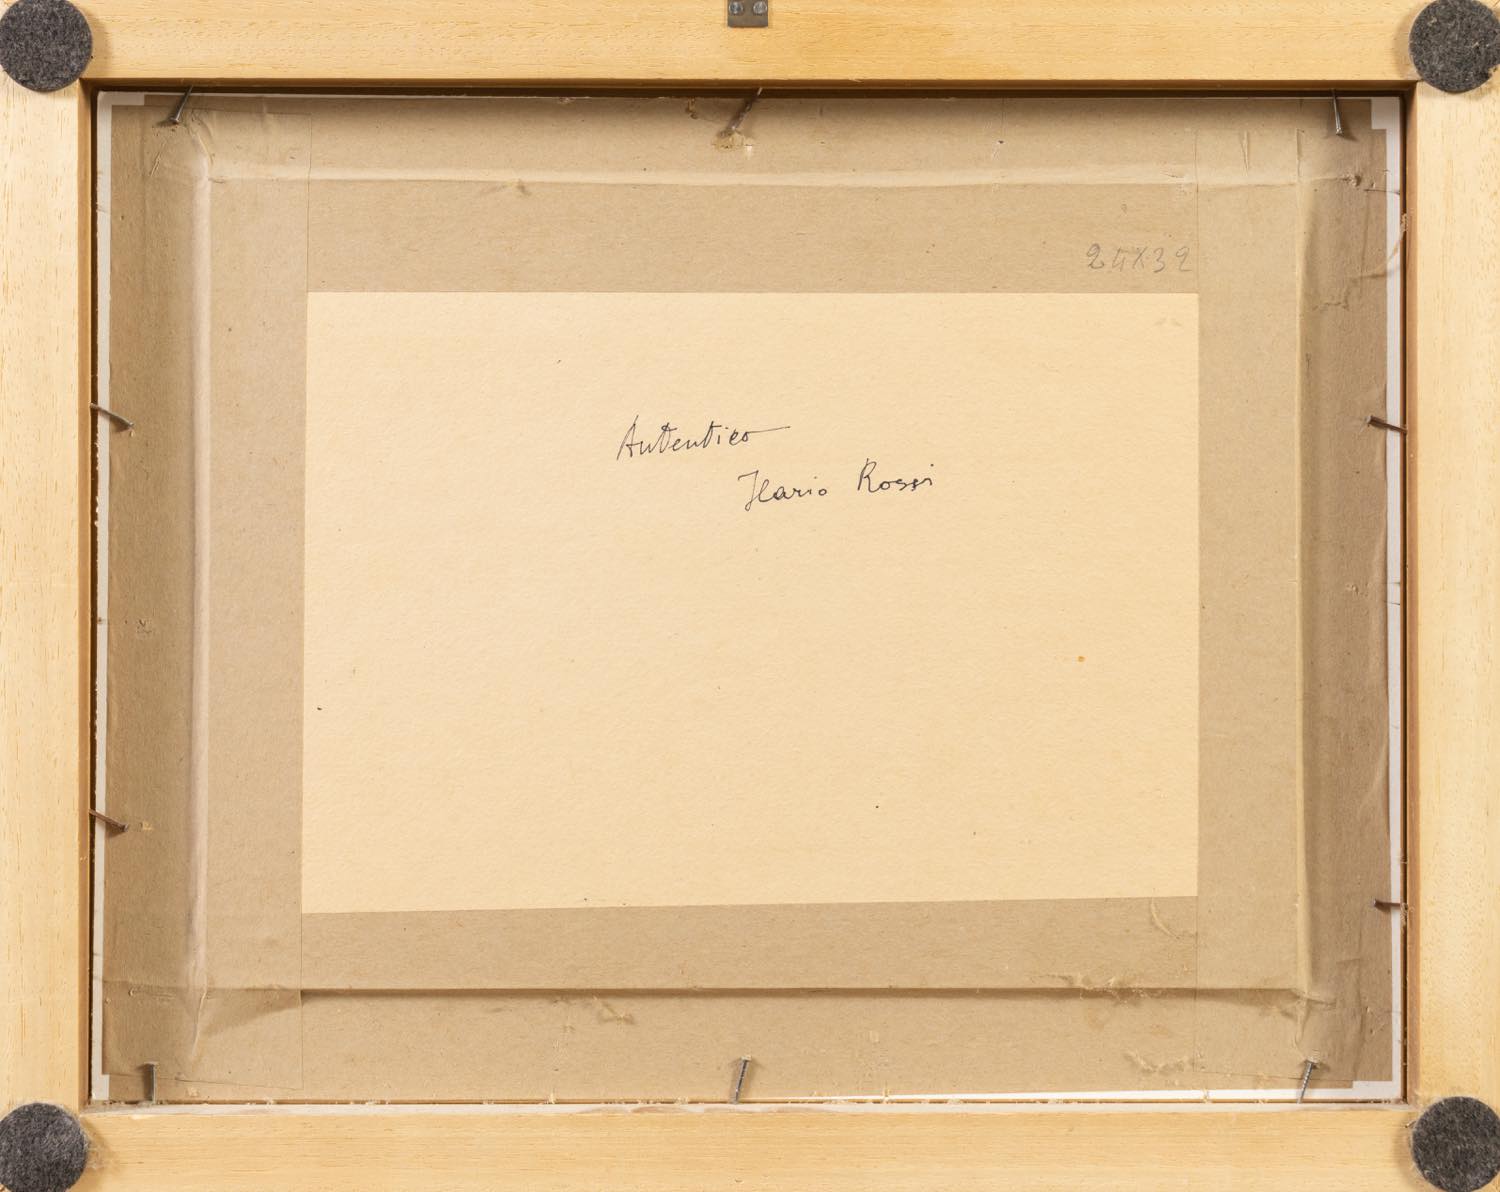 24X32
Autentico
Ilario Rossi